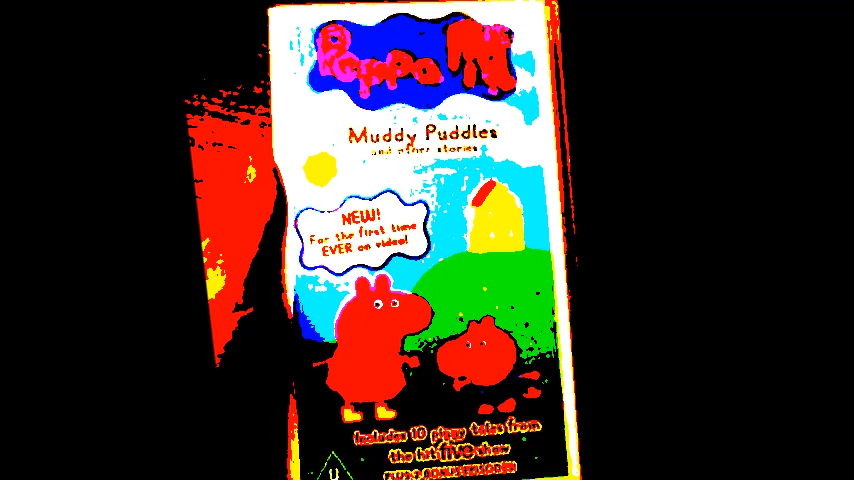 Peppa Pig
Muddy Puddles
and other stories
NEW!
For the first time
EVER on video!
Includes 10 piggy tales from
the hit five show
U